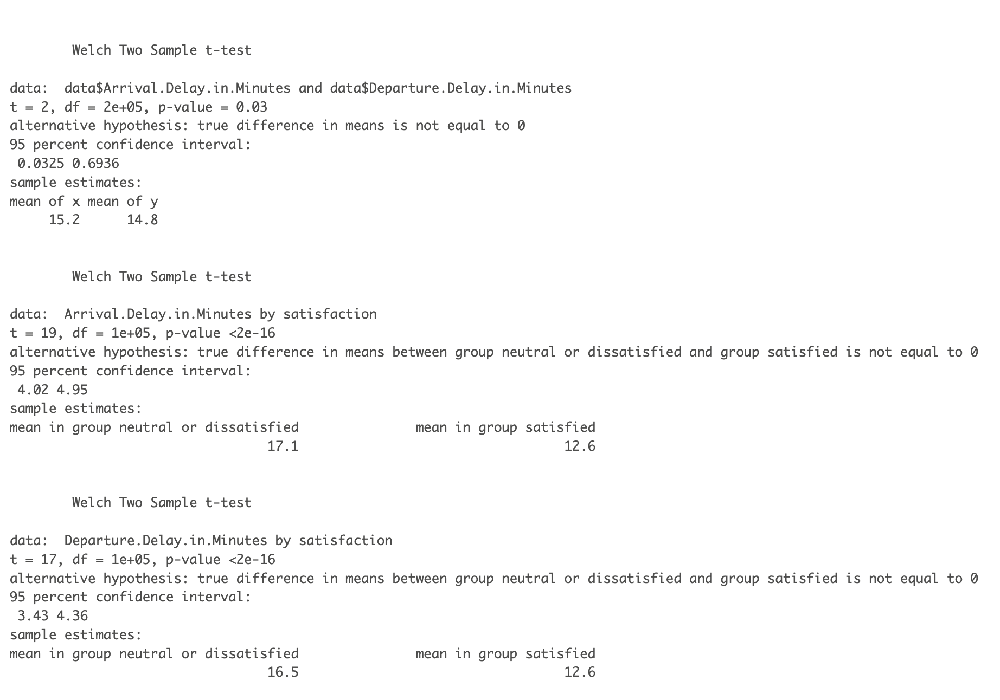 Welch Two Sample t-test
data:  data$Arrival.Delay.in.Minutes and data$Departure.Delay.in.Minutes
t = 2, df = 2e+05, p-value = 0.03
alternative hypothesis: true difference in means is not equal to 0
95 percent confidence interval:
 0.0325 0.6936
sample estimates:
mean of x mean of y
     15.2      14.8
Welch Two Sample t-test
data:  Arrival.Delay.in.Minutes by satisfaction
t = 19, df = 1e+05, p-value <2e-16
alternative hypothesis: true difference in means between group neutral or dissatisfied and group satisfied is not equal to 0
95 percent confidence interval:
 4.02 4.95
sample estimates:
mean in group neutral or dissatisfied               mean in group satisfied
                                 17.1                                  12.6
Welch Two Sample t-test
data:  Departure.Delay.in.Minutes by satisfaction
t = 17, df = 1e+05, p-value <2e-16
alternative hypothesis: true difference in means between group neutral or dissatisfied and group satisfied is not equal to 0
95 percent confidence interval:
 3.43 4.36
sample estimates:
mean in group neutral or dissatisfied               mean in group satisfied
                                 16.5                                  12.6